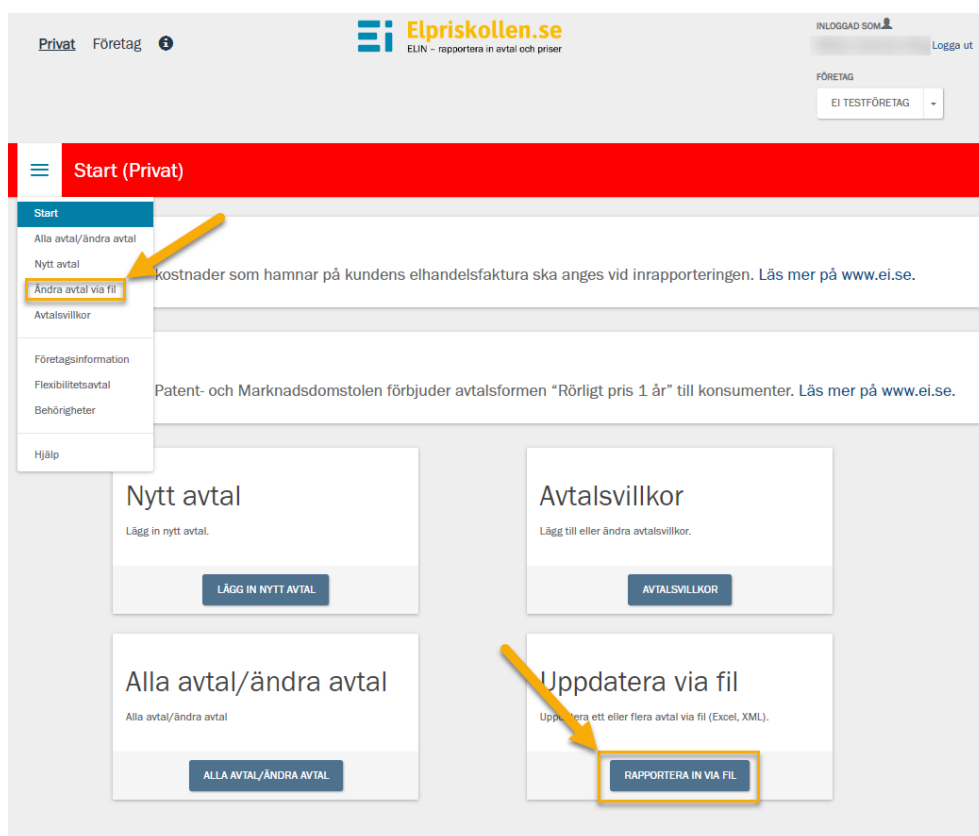 Privat Företag
Elpriskollen.se
ELIN – rapportera in avtal och priser
INLOGGAD SOM
Logga ut
FÖRETAG
EI TESTFÖRETAG
Start (Privat)
Start
Alla avtal/ändra avtal
Nytt avtal
Ändra avtal via fil
Avtalsvillkor
Företagsinformation
Flexibilitetsavtal
Behörigheter
Hjälp
kostnader som hamnar på kundens elhandelsfaktura ska anges vid inrapporteringen. Läs mer på www.ei.se.
Patent- och Marknadsdomstolen förbjuder avtalsformen “Rörligt pris 1 år” till konsumenter. Läs mer på www.ei.se.
Nytt avtal
Lägg in nytt avtal.
LÄGG IN NYTT AVTAL
Avtalsvillkor
Lägg till eller ändra avtalsvillkor.
AVTALSVILLKOR
Alla avtal/ändra avtal
Alla avtal/ändra avtal
ALLA AVTAL/ÄNDRA AVTAL
Uppdatera via fil
Uppdatera ett eller flera avtal via fil (Excel, XML).
RAPPORTERA IN VIA FIL